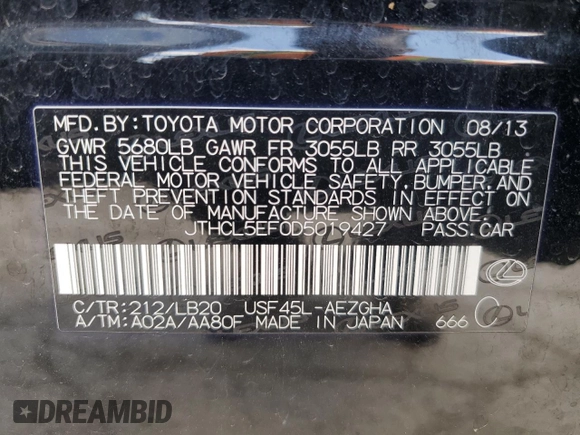 MFD.BY:TOYOTA MOTOR CORPORATION 08/13
GVWR 5680LB GAWR FR 3055LB RR 3055LB
THIS VEHICLE CONFORMS TO ALL APPLICABLE
FEDERAL MOTOR VEHICLE SAFETY,BUMPER,AND
THEFT PREVENTION STANDARDS IN EFFECT ON
THE DATE OF MANUFACTURE SHOWN ABOVE.
JTHCL5EF0D5019427 PASS.CAR
C/TR:212/LB20 USF45L-AEZGHA
A/TM:A02A/AA80F MADE IN JAPAN 666 C
DREAMBID